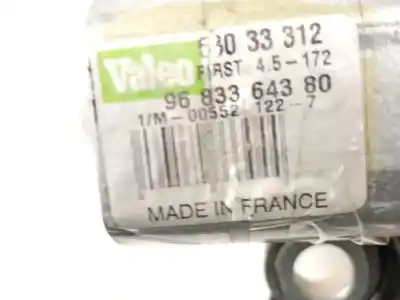 Valeo 530 33 312
FIRST 4.5-172
96 833 643 80
1/M-00552 122-7
MADE IN FRANCE